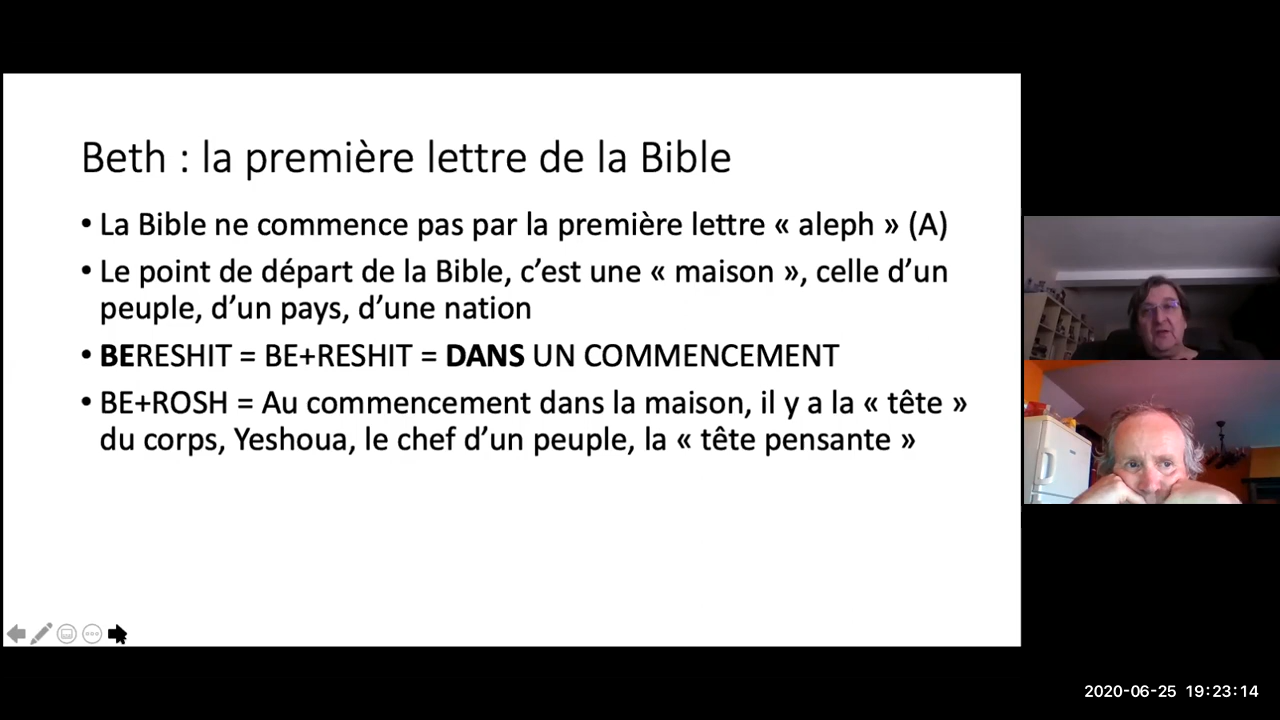 Beth : la première lettre de la Bible
• La Bible ne commence pas par la première lettre « aleph » (A)
• Le point de départ de la Bible, c’est une « maison », celle d’un
peuple, d’un pays, d’une nation
• BERESHIT = BE+RESHIT = DANS UN COMMENCEMENT
• BE+ROSH = Au commencement dans la maison, il y a la « tête »
du corps, Yeshoua, le chef d’un peuple, la « tête pensante »
2020-06-25 19:23:14